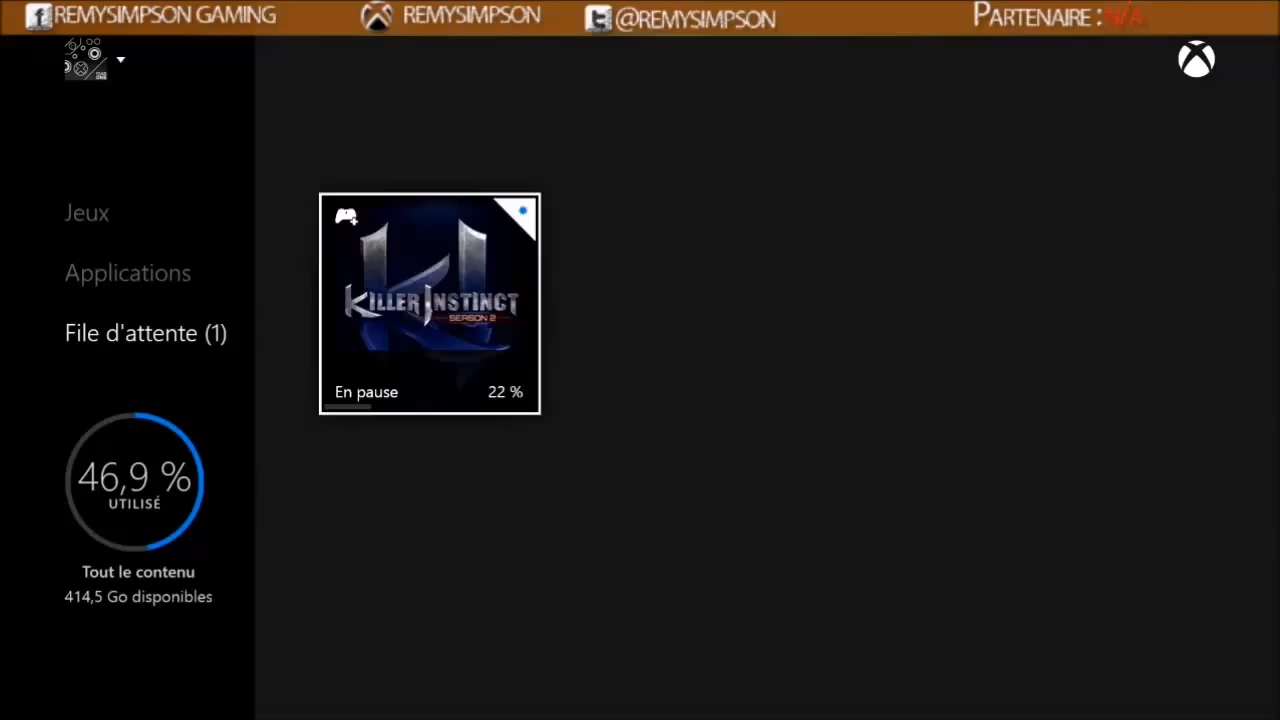 REMYSIMPSON GAMING
REMYSIMPSON
@REMYSIMPSON
PARTENAIRE : N/A
Jeux
Applications
File d'attente (1)
KILLER INSTINCT
SEASON 2
En pause 22 %
46,9 %
UTILISÉ
Tout le contenu
414,5 Go disponibles